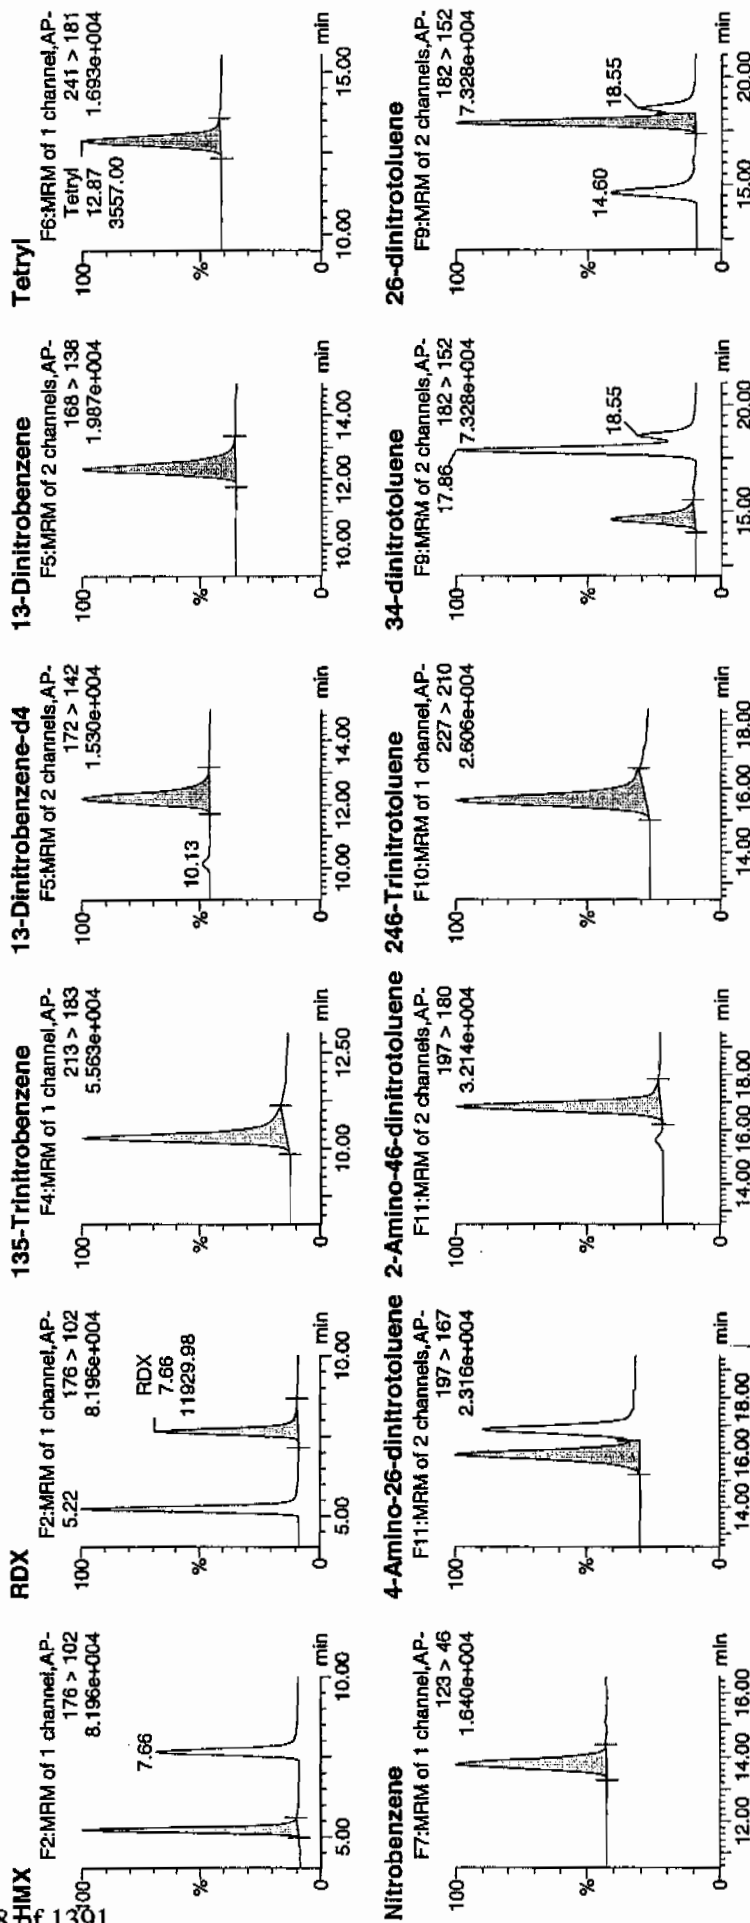 HMX
F2:MRM of 1 channel,AP-
176 > 102
8.196e+004
100
7.66
%
0
5.00 10.00 min
RDX
F2:MRM of 1 channel,AP-
5.22 176 > 102
8.196e+004
100
RDX
7.66
11929.98
%
0
5.00 10.00 min
135-Trinitrobenzene
F4:MRM of 1 channel,AP-
213 > 183
5.563e+004
100
%
0
10.00 12.50 min
13-Dinitrobenzene-d4
F5:MRM of 2 channels,AP-
172 > 142
1.530e+004
100
10.13
%
0
10.00 12.00 14.00 min
13-Dinitrobenzene
F5:MRM of 2 channels,AP-
168 > 138
1.987e+004
100
%
0
10.00 12.00 14.00 min
Tetryl
F6:MRM of 1 channel,AP-
Tetryl 241 > 181
12.87 1.693e+004
3557.00
100
%
0
10.00 15.00 min
Nitrobenzene
F7:MRM of 1 channel,AP-
123 > 46
1.640e+004
100
%
0
12.00 14.00 16.00 min
4-Amino-26-dinitrotoluene
F11:MRM of 2 channels,AP-
197 > 167
2.316e+004
100
%
0
14.00 16.00 18.00 min
2-Amino-46-dinitrotoluene
F11:MRM of 2 channels,AP-
197 > 180
3.214e+004
100
%
0
14.00 16.00 18.00 min
246-Trinitrotoluene
F10:MRM of 1 channel,AP-
227 > 210
2.606e+004
100
%
0
14.00 16.00 18.00 min
34-dinitrotoluene
F9:MRM of 2 channels,AP-
17.86 182 > 152
7.328e+004
100
18.55
%
0
15.00 20.00 min
26-dinitrotoluene
F9:MRM of 2 channels,AP-
182 > 152
7.328e+004
100
18.55
14.60
%
0
15.00 20.00 min
of 1391